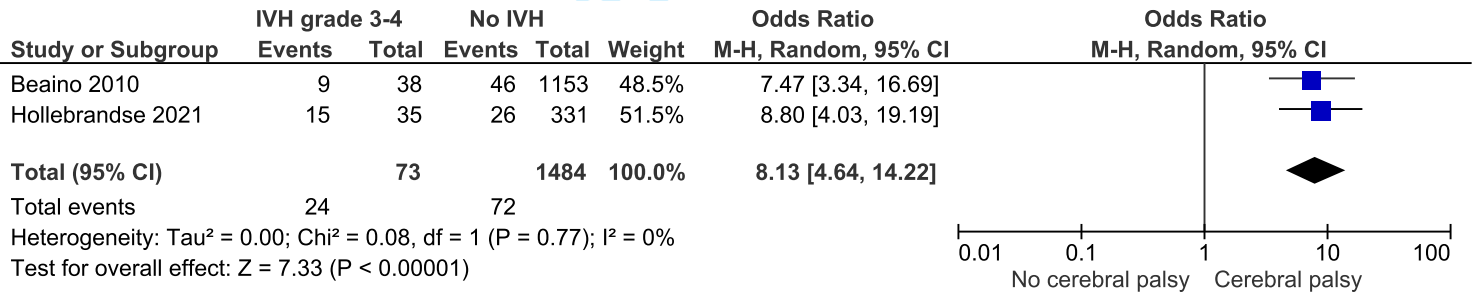 IVH grade 3-4 No IVH Odds Ratio Odds Ratio
Study or Subgroup Events Total Events Total Weight M-H, Random, 95% CI M-H, Random, 95% CI
Beaino 2010 9 38 46 1153 48.5% 7.47 [3.34, 16.69]
Hollebrandse 2021 15 35 26 331 51.5% 8.80 [4.03, 19.19]
Total (95% CI) 73 1484 100.0% 8.13 [4.64, 14.22]
Total events 24 72
Heterogeneity: Tau² = 0.00; Chi² = 0.08, df = 1 (P = 0.77); I² = 0%
Test for overall effect: Z = 7.33 (P < 0.00001)
0.01 0.1 1 10 100
No cerebral palsy Cerebral palsy